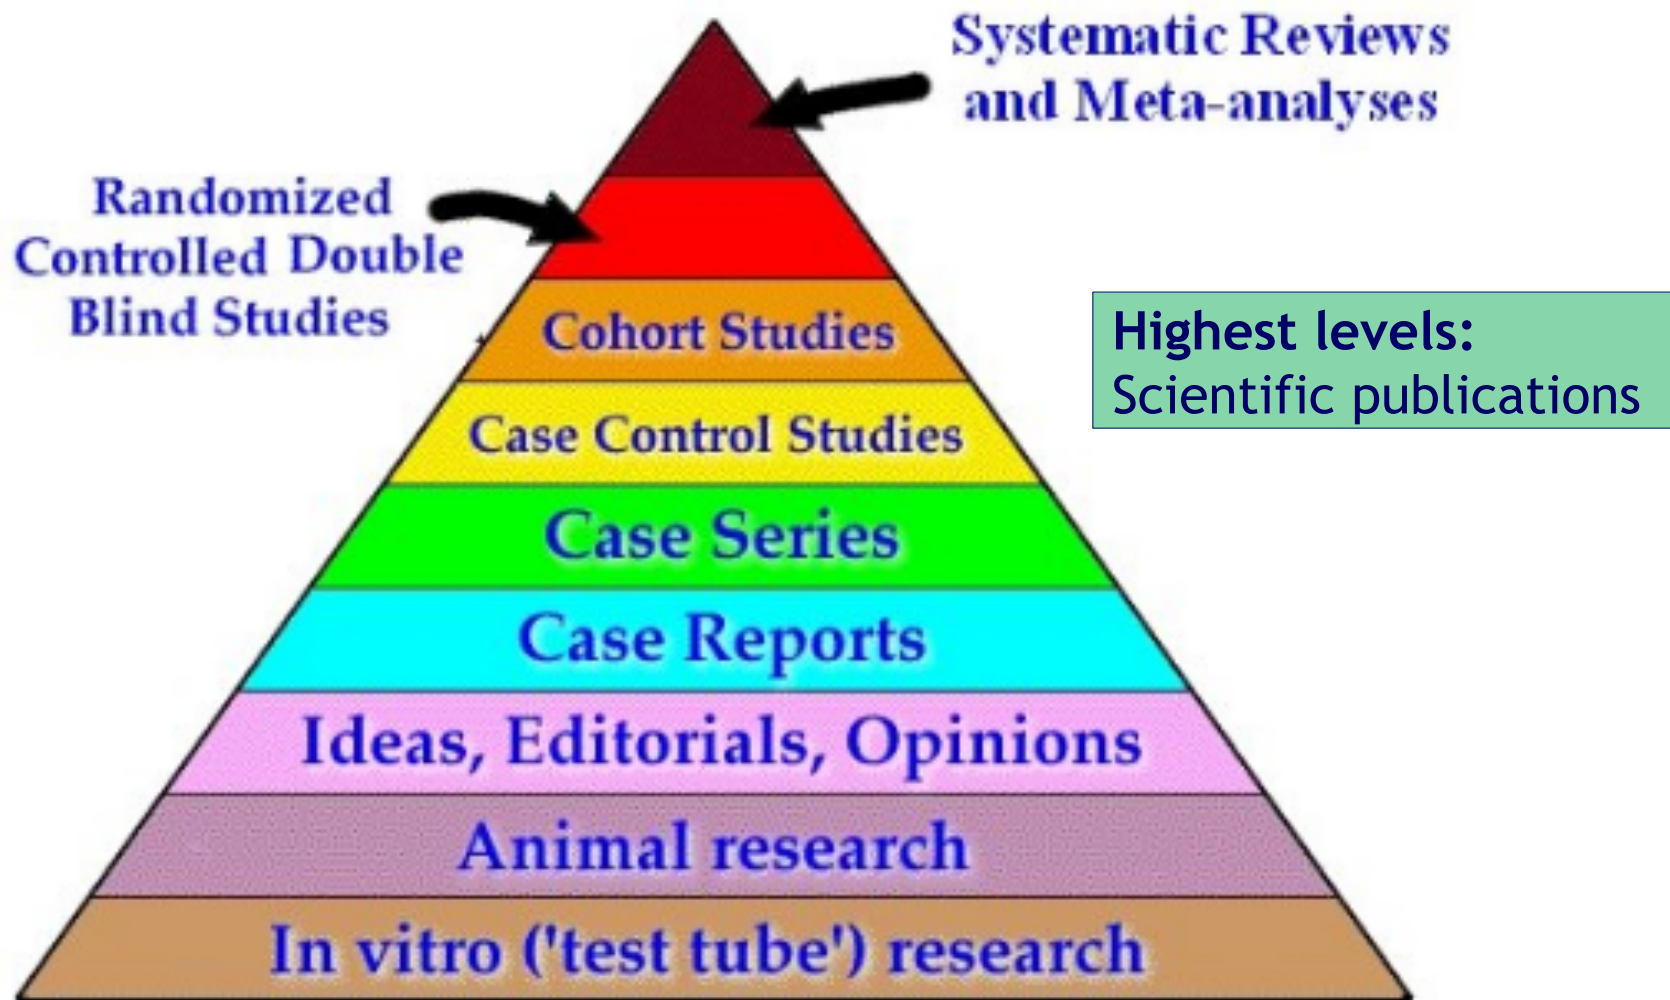 Systematic Reviews
and Meta-analyses
Randomized
Controlled Double
Blind Studies
Cohort Studies
Highest levels:
Scientific publications
Case Control Studies
Case Series
Case Reports
Ideas, Editorials, Opinions
Animal research
In vitro ('test tube') research